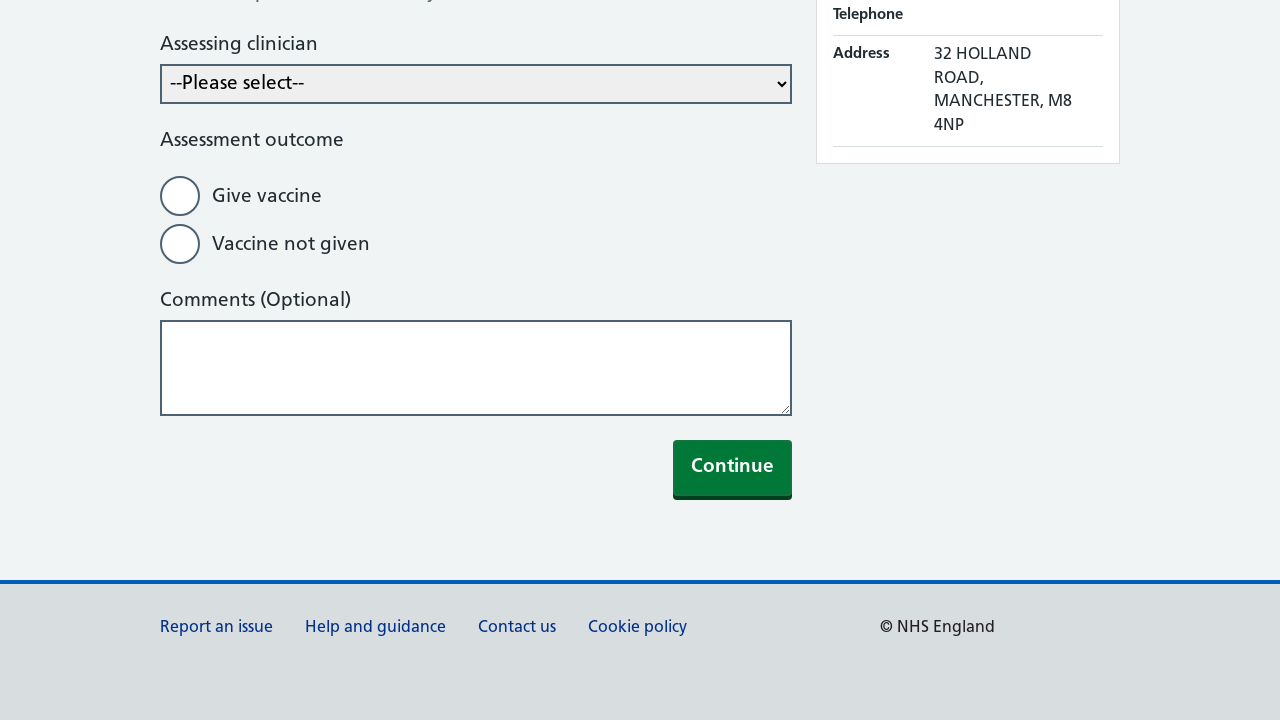 Assessing clinician
--Please select--
Assessment outcome
Give vaccine
Vaccine not given
Comments (Optional)
Continue
Telephone
Address
32 HOLLAND
ROAD,
MANCHESTER, M8
4NP
Report an issue
Help and guidance
Contact us
Cookie policy
© NHS England